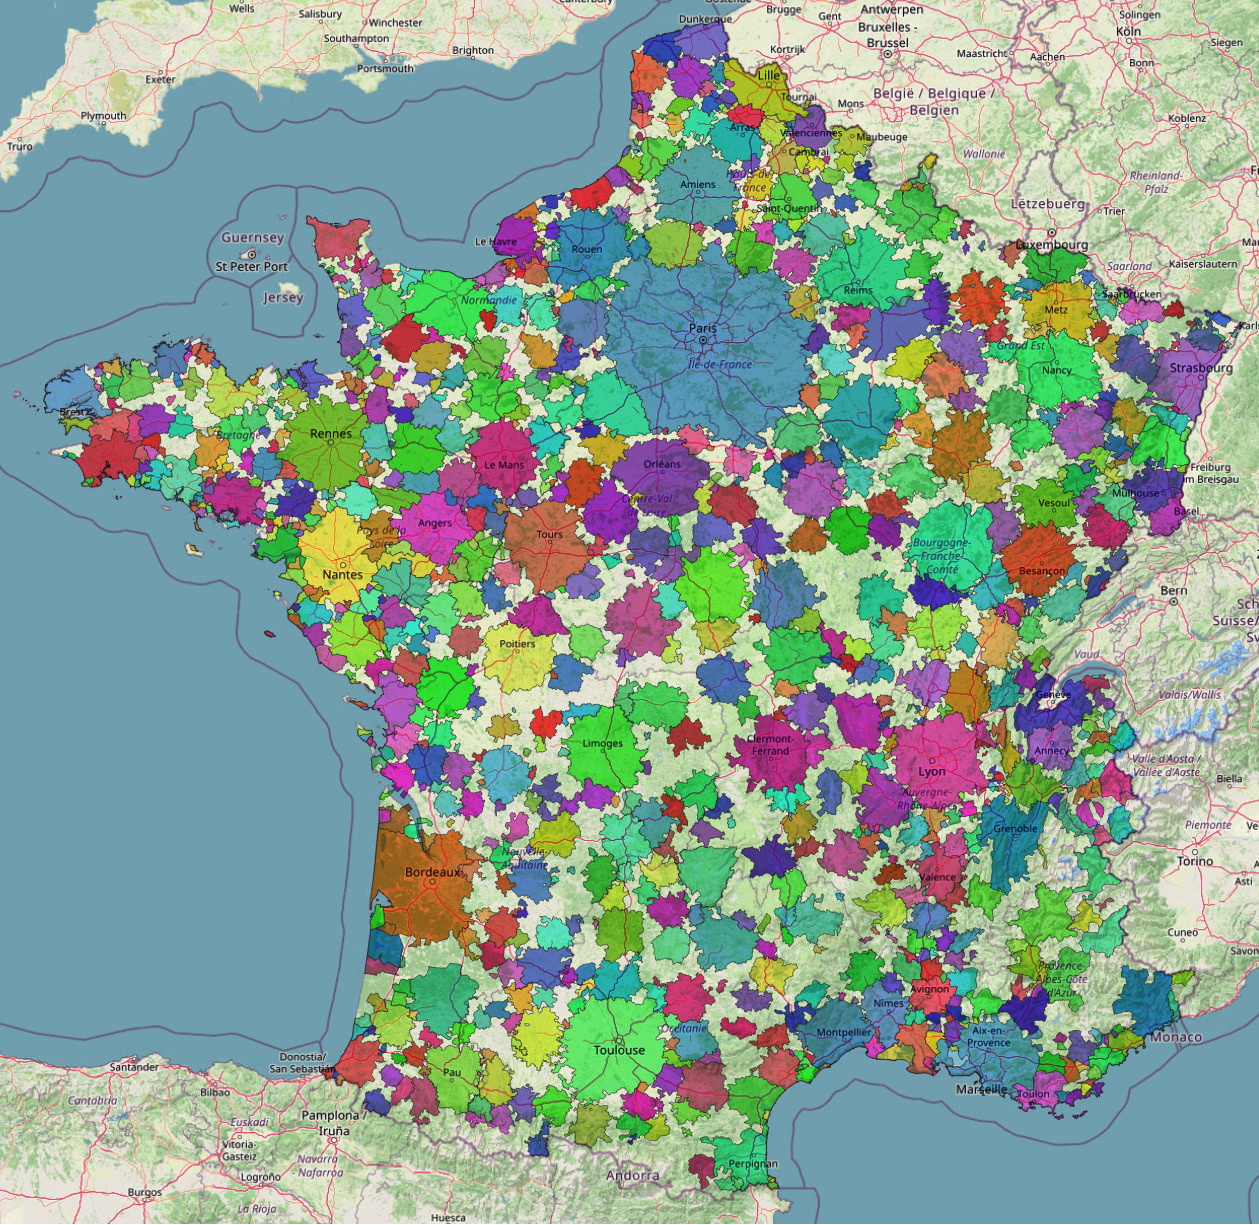 Wells
Salisbury
Winchester
Southampton
Portsmouth
Brighton
Exeter
Plymouth
Truro
Dunkerque
Brugge
Gent
Antwerpen
Bruxelles -
Brussel
Kortrijk
Maastricht
Aachen
Solingen
Köln
Siegen
Bonn
Koblenz
Lille
Tournai
Mons
België / Belgique /
Belgien
Arras
Valenciennes
Maubeuge
Cambrai
Wallonie
Rheinland-
Pfalz
Amiens
Hauts-de-
France
Saint-Quentin
Lëtzebuerg
Trier
Luxembourg
Guernsey
St Peter Port
Jersey
Le Havre
Rouen
Normandie
Reims
Saarland
Kaiserslautern
Saarbrücken
Metz
Paris
Île-de-France
Grand Est
Nancy
Strasbourg
Brest
Bretagne
Rennes
Le Mans
Orléans
Centre-Val
de Loire
Freiburg
im Breisgau
Vesoul
Mulhouse
Basel
Angers
Pays de la
Loire
Tours
Nantes
Bourgogne-
Franche-
Comté
Besançon
Bern
Schweiz/
Suisse/
Poitiers
Vaud
Genève
Valais/Wallis
Annecy
Limoges
Clermont-
Ferrand
Lyon
Auvergne-
Rhône-Alpes
Valle d'Aosta /
Vallée d'Aoste
Biella
Grenoble
Piemonte
Torino
Asti
Nouvelle-
Aquitaine
Bordeaux
Valence
Cuneo
Savona
Provence-
Alpes-Côte
d'Azur
Avignon
Nîmes
Montpellier
Aix-en-
Provence
Monaco
Marseille
Toulon
Occitanie
Toulouse
Pau
Donostia/
San Sebastián
Santander
Bilbao
Cantabria
Euskadi
Pamplona /
Iruña
Vitoria-
Gasteiz
Navarra
Nafarroa
Logroño
Burgos
La Rioja
Huesca
Andorra
Perpignan